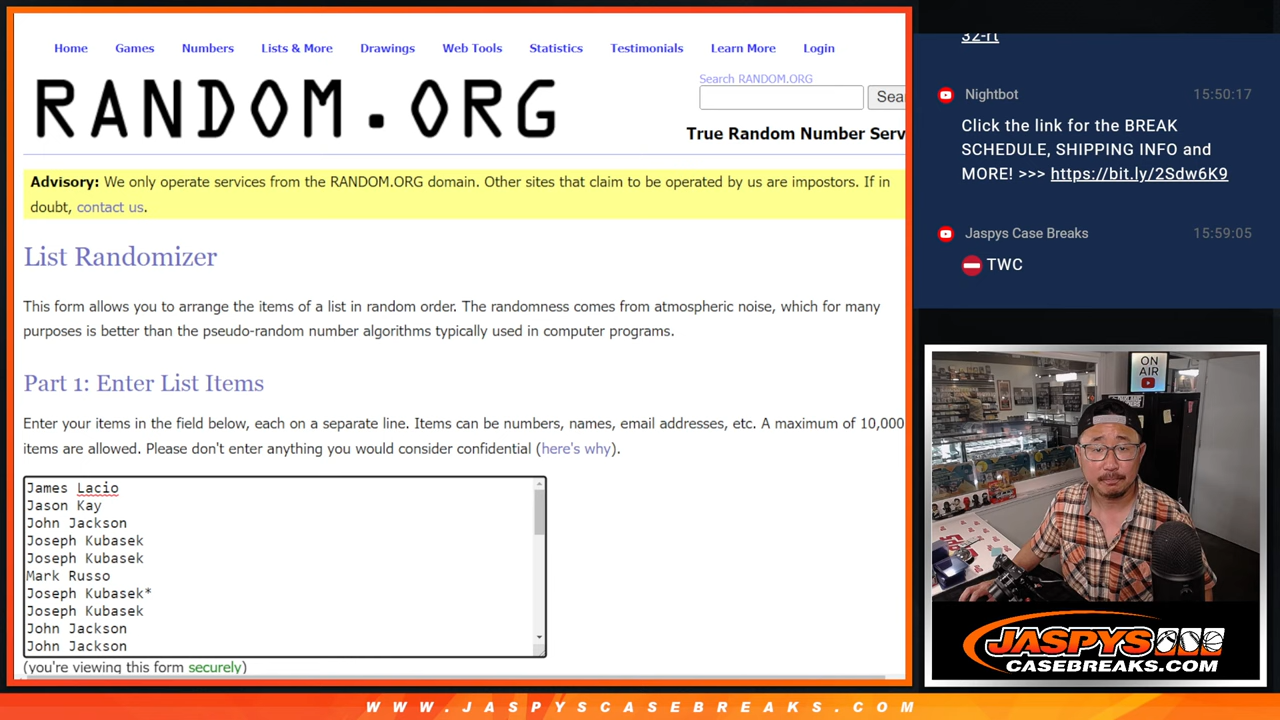 Home Games Numbers Lists & More Drawings Web Tools Statistics Testimonials Learn More Login
RANDOM.ORG
Search RANDOM.ORG
Sear
True Random Number Serv
Advisory: We only operate services from the RANDOM.ORG domain. Other sites that claim to be operated by us are impostors. If in
doubt, contact us.
List Randomizer
This form allows you to arrange the items of a list in random order. The randomness comes from atmospheric noise, which for many
purposes is better than the pseudo-random number algorithms typically used in computer programs.
Part 1: Enter List Items
Enter your items in the field below, each on a separate line. Items can be numbers, names, email addresses, etc. A maximum of 10,000
items are allowed. Please don't enter anything you would consider confidential (here's why).
James Lacio
Jason Kay
John Jackson
Joseph Kubasek
Joseph Kubasek
Mark Russo
Joseph Kubasek*
Joseph Kubasek
John Jackson
John Jackson
(you're viewing this form securely)
32-rt
Nightbot 15:50:17
Click the link for the BREAK
SCHEDULE, SHIPPING INFO and
MORE! >>> https://bit.ly/2Sdw6K9
Jaspys Case Breaks 15:59:05
TWC
ON
AIR
JASPYS
CASEBREAKS.COM
WWW.JASPYSCASEBREAKS.COM